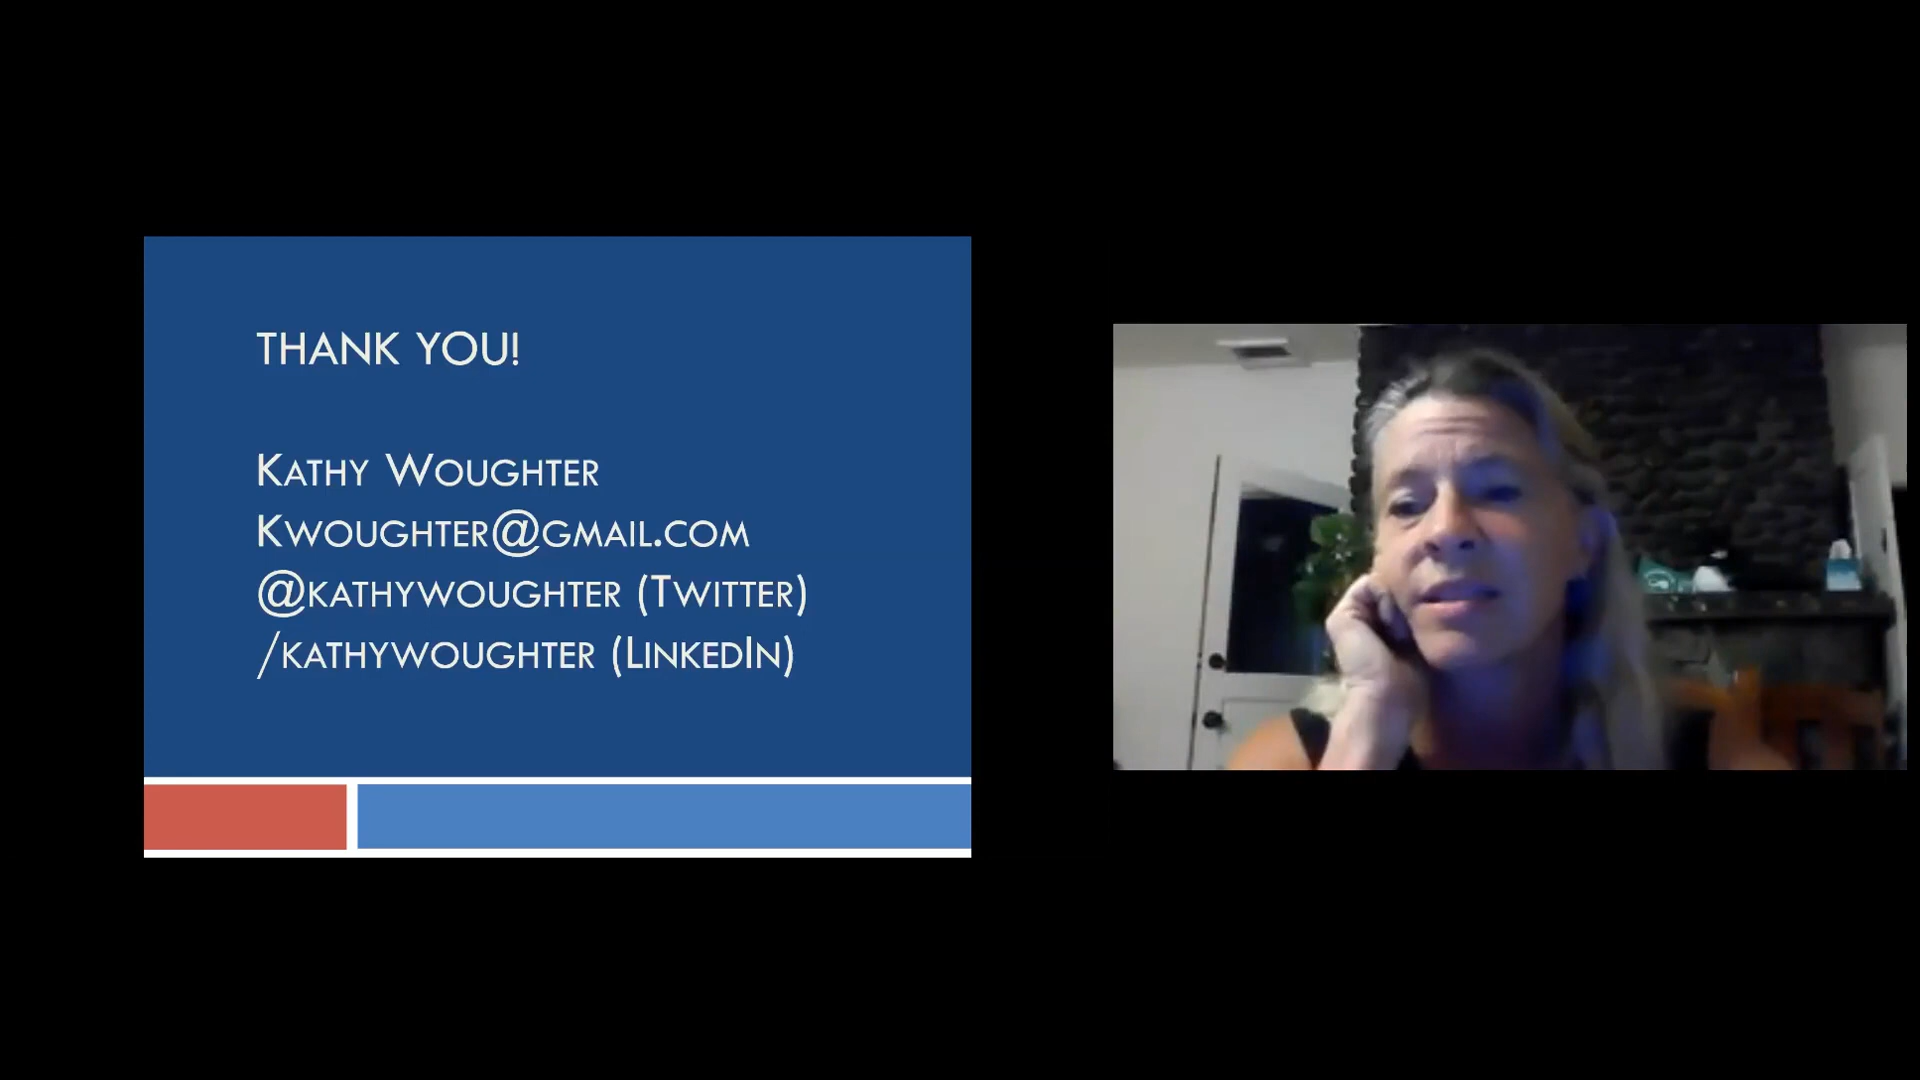 THANK YOU!
KATHY WOUGHTER
KWOUGHTER@GMAIL.COM
@KATHYWOUGHTER (TWITTER)
/KATHYWOUGHTER (LINKEDIN)